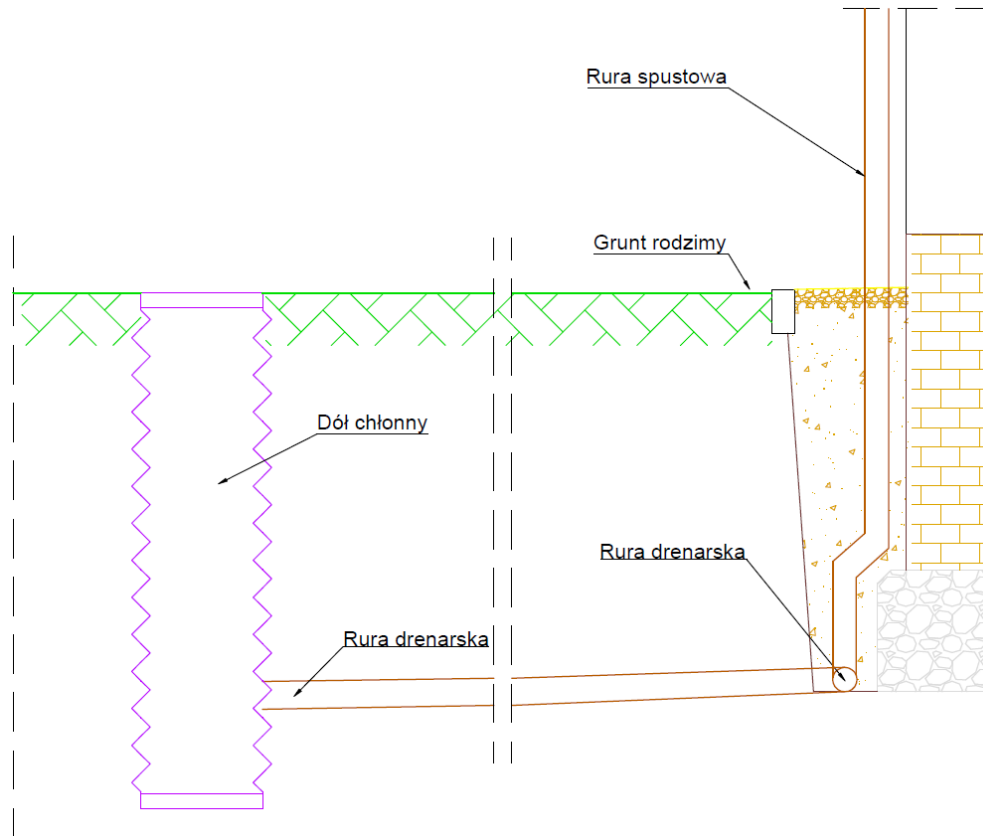 Rura spustowa
Grunt rodzimy
Dół chłonny
Rura drenarska
Rura drenarska